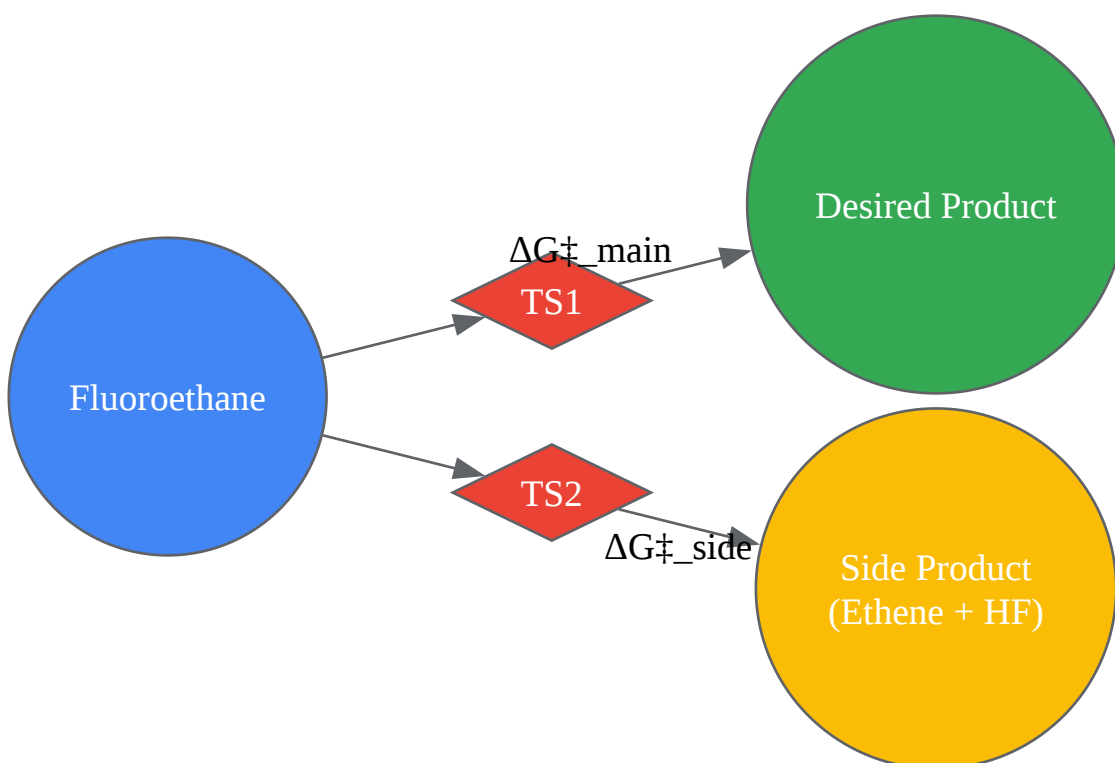 Fluoroethane
ΔG‡_main
TS1
Desired Product
TS2
ΔG‡_side
Side Product
(Ethene + HF)